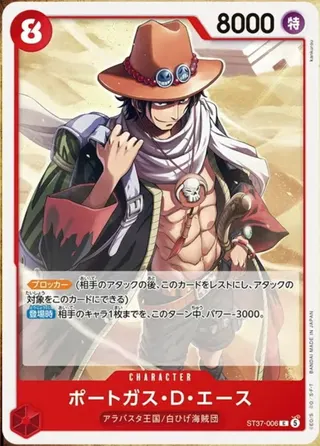 8
8000
特
ブロッカー (相手のアタックの後、このカードをレストにし、アタックの
対象をこのカードにできる)
登場時 相手のキャラ1枚までを、このターン中、パワー-3000。
CHARACTER
ポートガス・D・エース
アラバスタ王国/白ひげ海賊団
ST37-006 C
BANDAI MADE IN JAPAN